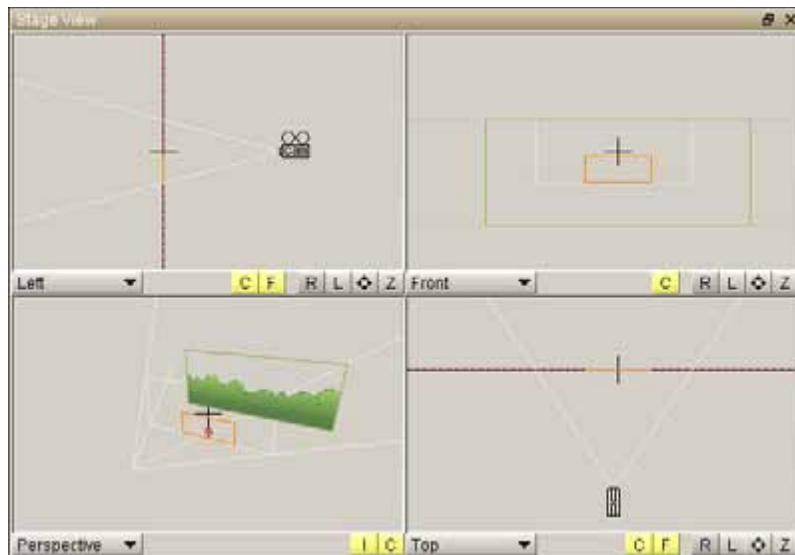 Stage View
Left C F R L Z
Front C R L Z
Perspective I C
Top C F R L Z